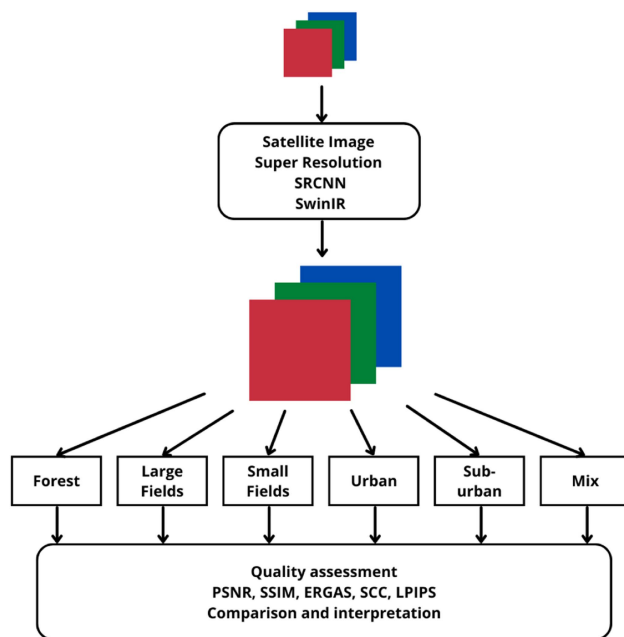 Satellite Image
Super Resolution
SRCNN
SwinIR
Forest
Large
Fields
Small
Fields
Urban
Sub-
urban
Mix
Quality assessment
PSNR, SSIM, ERGAS, SCC, LPIPS
Comparison and interpretation